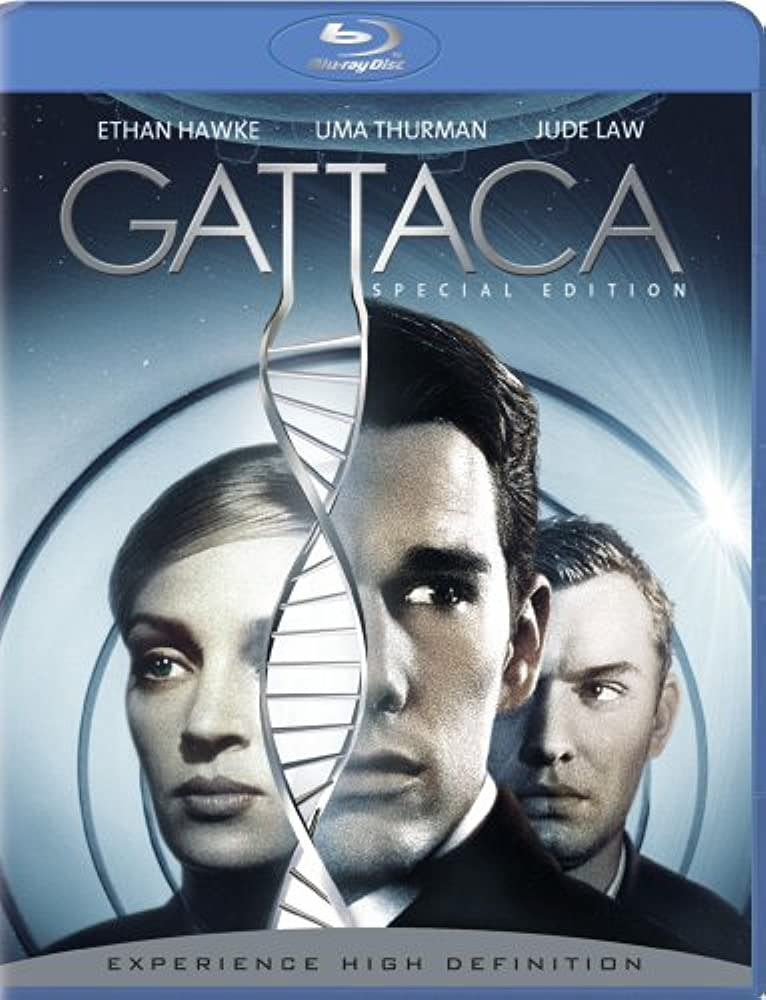 Blu-ray Disc
ETHAN HAWKE UMA THURMAN JUDE LAW
GATTACA
SPECIAL EDITION
EXPERIENCE HIGH DEFINITION